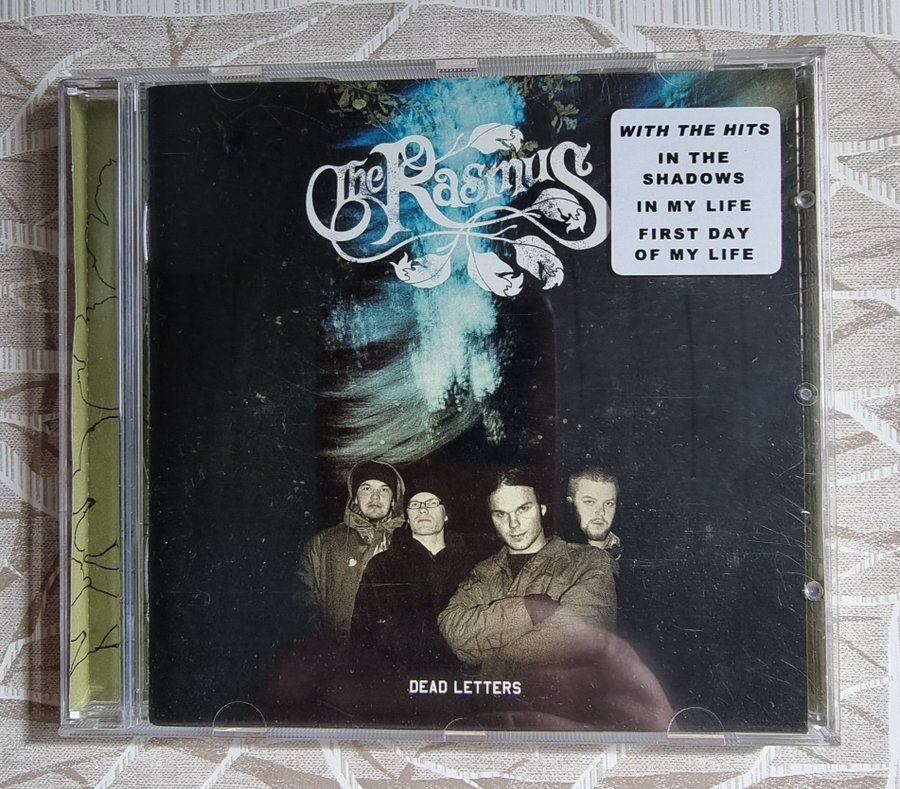 The Rasmus
WITH THE HITS
IN THE
SHADOWS
IN MY LIFE
FIRST DAY
OF MY LIFE
DEAD LETTERS